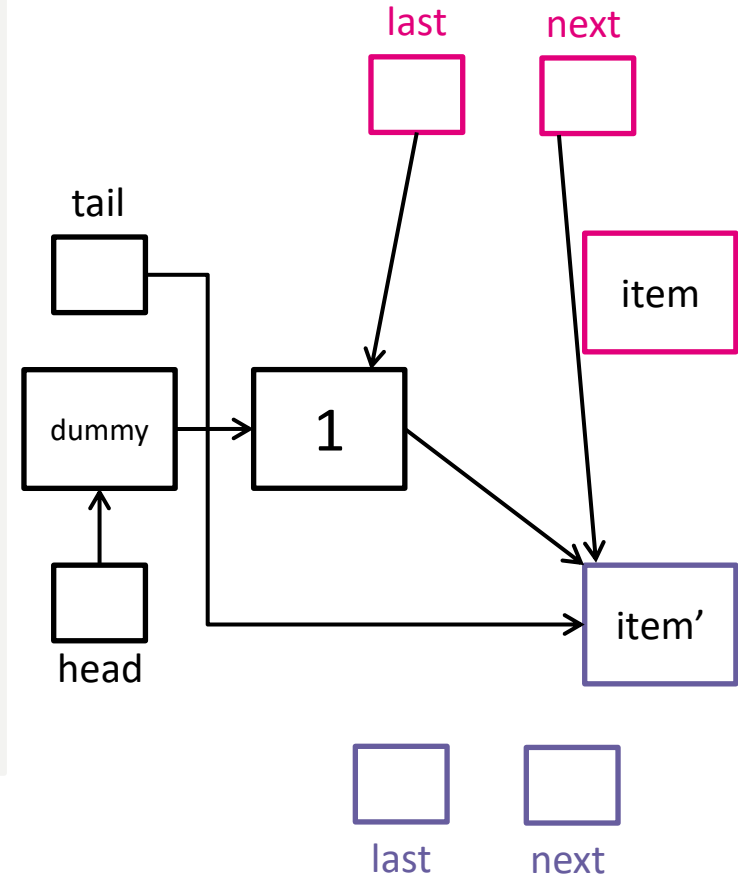 last
next
tail
item
dummy
1
item’
head
last
next